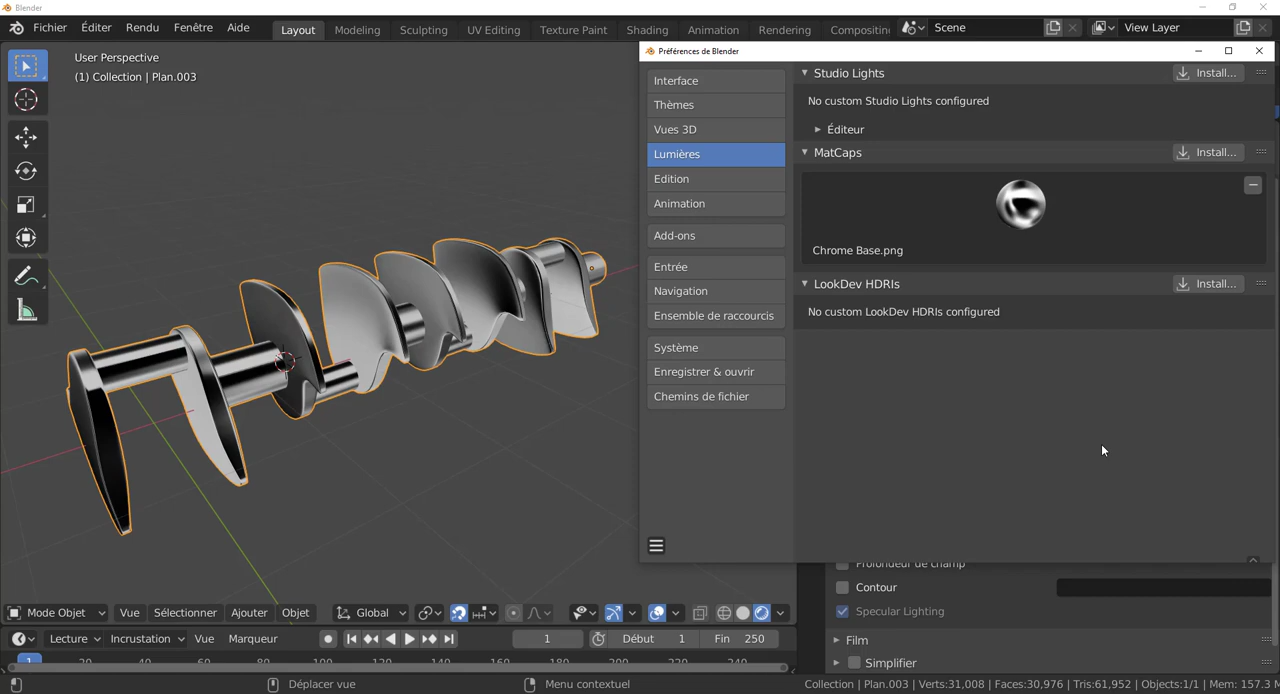 Blender
Fichier Éditer Rendu Fenêtre Aide Layout Modeling Sculpting UV Editing Texture Paint Shading Animation Rendering Compositing Scene View Layer
User Perspective
(1) Collection | Plan.003
Préférences de Blender
Interface
Thèmes
Vues 3D
Lumières
Edition
Animation
Add-ons
Entrée
Navigation
Ensemble de raccourcis
Système
Enregistrer & ouvrir
Chemins de fichier
Studio Lights Install...
No custom Studio Lights configured
Éditeur
MatCaps Install...
Chrome Base.png
LookDev HDRIs Install...
No custom LookDev HDRIs configured
Profondeur de champ
Contour
Specular Lighting
Film
Simplifier
Mode Objet Vue Sélectionner Ajouter Objet Global
Lecture Incrustation Vue Marqueur 1 Début 1 Fin 250
1 20 40 60 80 100 120 140 160 180 200 220 240
Déplacer vue Menu contextuel Collection | Plan.003 | Verts:31,008 | Faces:30,976 | Tris:61,952 | Objects:1/1 | Mem: 157.3 M